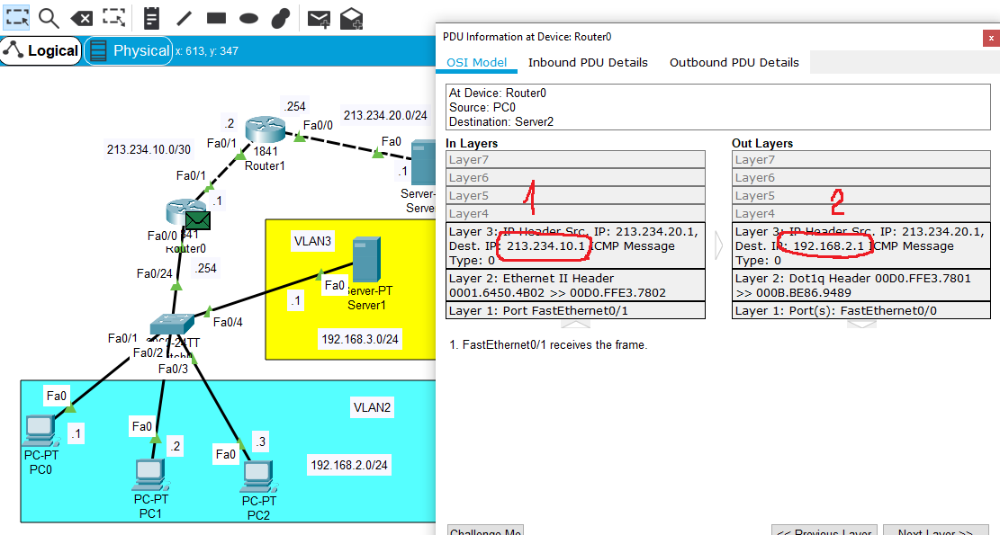 Logical
Physical x: 613, y: 347
.254
213.234.20.0/24
.2
Fa0/0
213.234.10.0/30
Fa0/1
Fa0
1841
Router1
.1
Fa0/1
Server-
Serve
.1
Fa0/0
841
Router0
VLAN3
Fa0/24
.254
Fa0
.1
Server-PT
Server1
Fa0/4
192.168.3.0/24
Fa0/1
-24TT
Fa0/2
Fa0/3
Fa0
VLAN2
.1
Fa0
.2
.3
Fa0
PC-PT
PC0
192.168.2.0/24
PC-PT
PC1
PC-PT
PC2
PDU Information at Device: Router0
x
OSI Model Inbound PDU Details Outbound PDU Details
At Device: Router0
Source: PC0
Destination: Server2
In Layers
Layer7
Layer6
Layer5
Layer4
1
Layer 3: IP Header Src. IP: 213.234.20.1,
Dest. IP: 213.234.10.1 ICMP Message
Type: 0
Layer 2: Ethernet II Header
0001.6450.4B02 >> 00D0.FFE3.7802
Layer 1: Port FastEthernet0/1
Out Layers
Layer7
Layer6
Layer5
Layer4
2
Layer 3: IP Header Src. IP: 213.234.20.1,
Dest. IP: 192.168.2.1 ICMP Message
Type: 0
Layer 2: Dot1q Header 00D0.FFE3.7801
>> 000B.BE86.9489
Layer 1: Port(s): FastEthernet0/0
1. FastEthernet0/1 receives the frame.
Challenge Me
<< Previous Layer
Next Layer >>